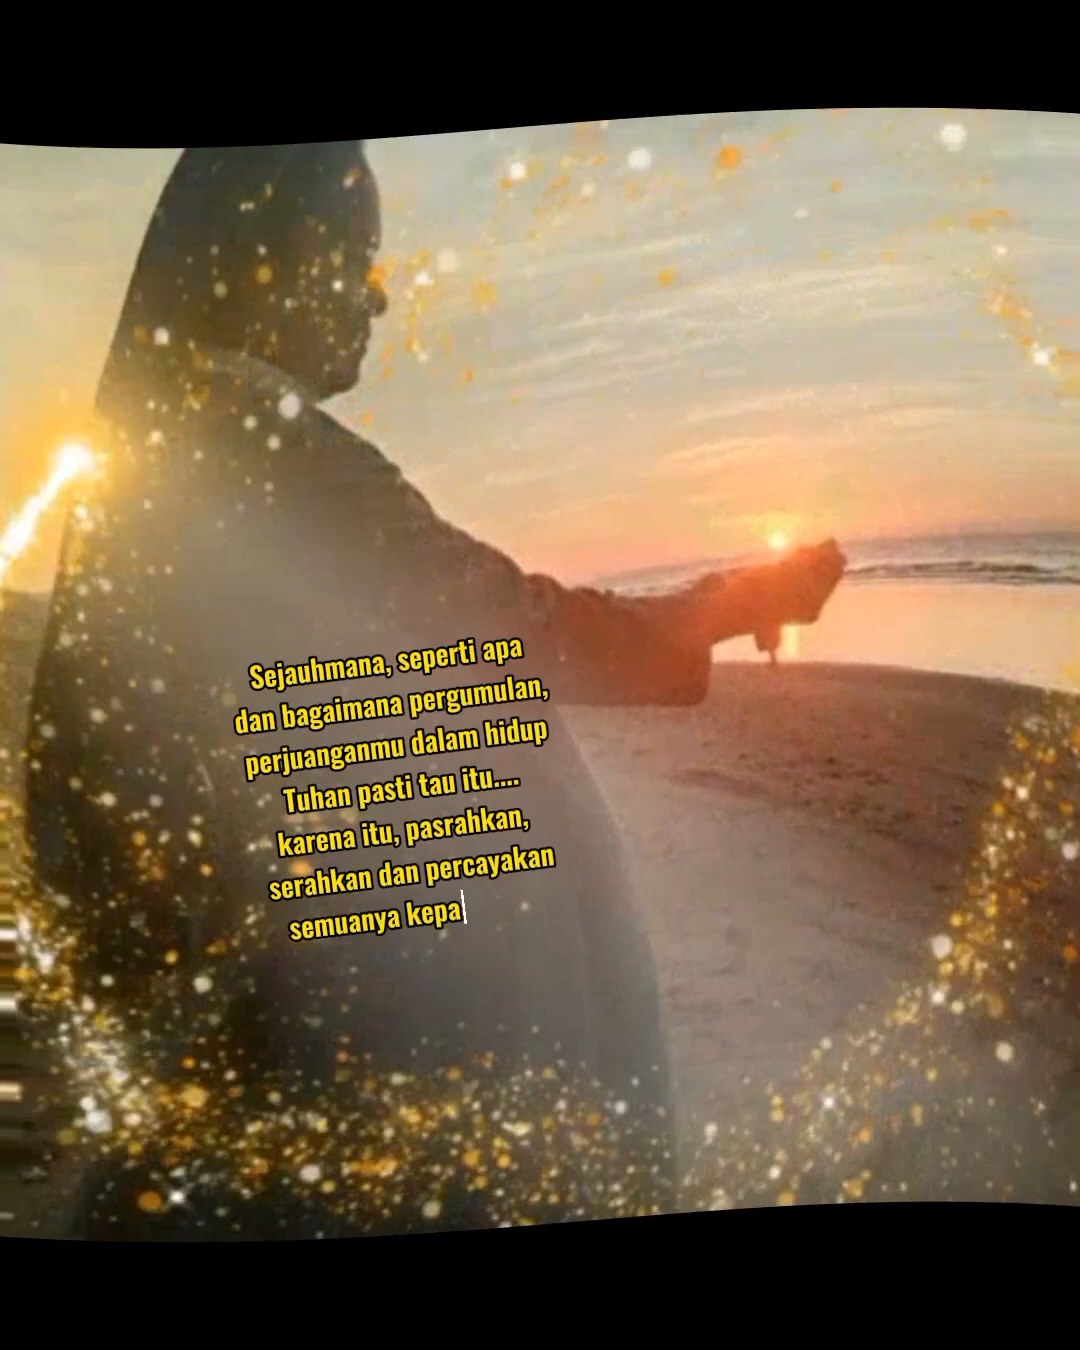 Sejauhmana, seperti apa
dan bagaimana pergumulan,
perjuanganmu dalam hidup
Tuhan pasti tau itu....
karena itu, pasrahkan,
serahkan dan percayakan
semuanya kepa